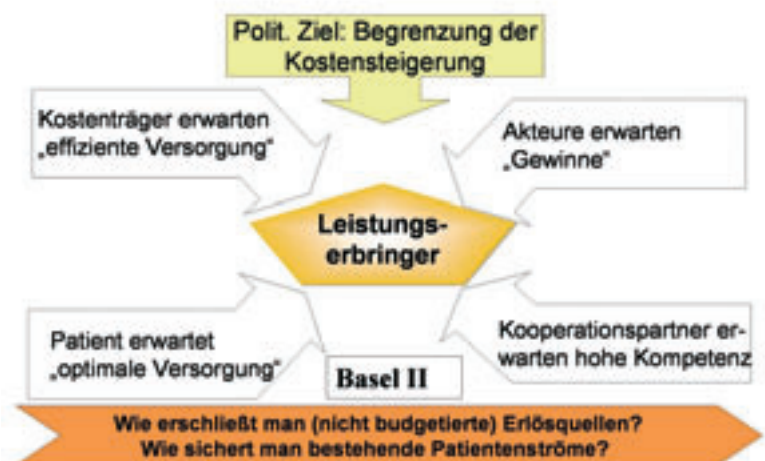 Polit. Ziel: Begrenzung der
Kostensteigerung
Kostenträger erwarten
„effiziente Versorgung“
Akteure erwarten
„Gewinne“
Leistungs-
erbringer
Patient erwartet
„optimale Versorgung“
Kooperationspartner er-
warten hohe Kompetenz
Basel II
Wie erschließt man (nicht budgetierte) Erlösquellen?
Wie sichert man bestehende Patientenströme?